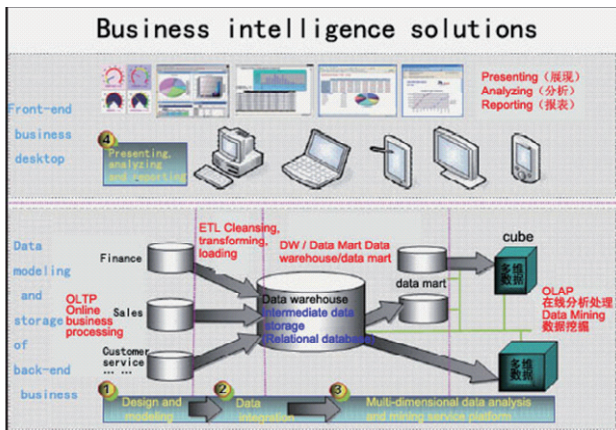 Business intelligence solutions
Presenting（展现）
Analyzing（分析）
Reporting（报表）
Front-end
business
desktop
4
Presenting,
analyzing
and reporting
ETL Cleansing,
transforming,
loading
DW / Data Mart Data
warehouse/data mart
cube
Data
modeling
and
storage
of
back-end
business
Finance
OLTP
Online
business
processing
Sales
Customer
service
... ...
Data warehouse
Intermediate data
storage
(Relational database)
data mart
多维
数据
OLAP
在线分析处理
Data Mining
数据挖掘
多维
数据
1
Design and
modeling
2
Data
integration
3
Multi-dimensional data analysis
and mining service platform